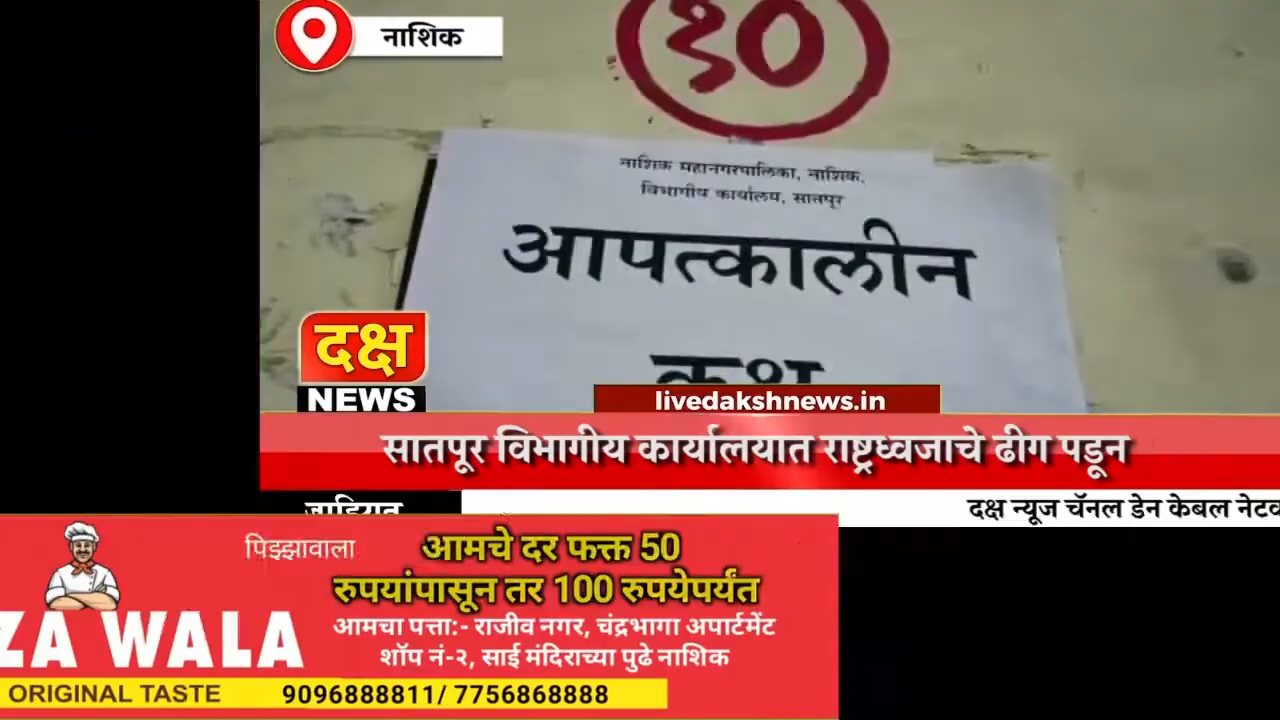 नाशिक
१०
नाशिक महानगरपालिका, नाशिक.
विभागीय कार्यालय, सातपूर
आपत्कालीन
कक्ष
दक्ष
NEWS
livedakshnews.in
सातपूर विभागीय कार्यालयात राष्ट्रध्वजाचे ढीग पडून
जाहिरात
दक्ष न्यूज चॅनल डेन केबल नेटव
पिझ्झावाला
आमचे दर फक्त 50
रुपयांपासून तर 100 रुपयेपर्यंत
ZA WALA
आमचा पत्ता:- राजीव नगर, चंद्रभागा अपार्टमेंट
शॉप नं-२, साई मंदिराच्या पुढे नाशिक
ORIGINAL TASTE
9096888811/ 7756868888